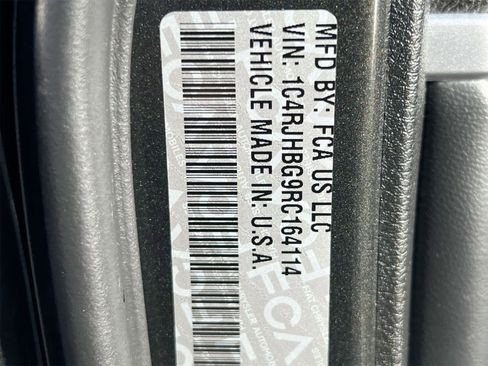 MFD BY: FCA US LLC
VIN: 1C4RJHBG9RC164114
VEHICLE MADE IN: U.S.A.